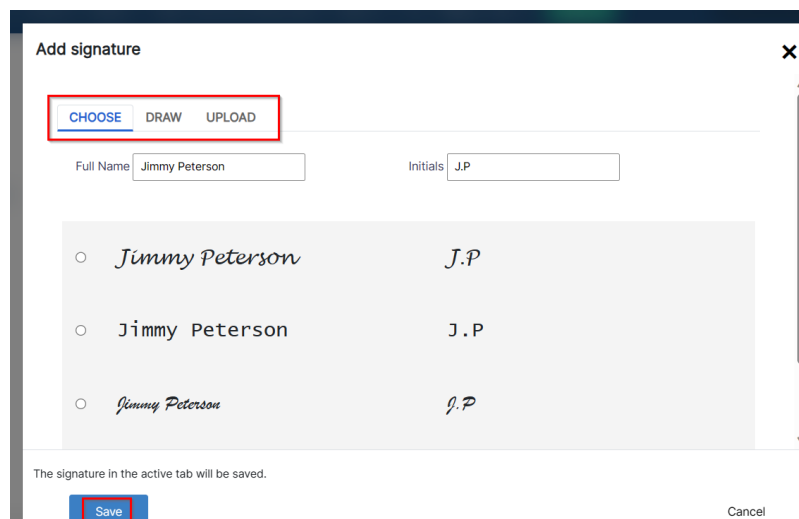 Add signature
CHOOSE DRAW UPLOAD
Full Name Jimmy Peterson Initials J.P
Jimmy Peterson J.P
Jimmy Peterson J.P
Jimmy Peterson J.P
The signature in the active tab will be saved.
Save Cancel